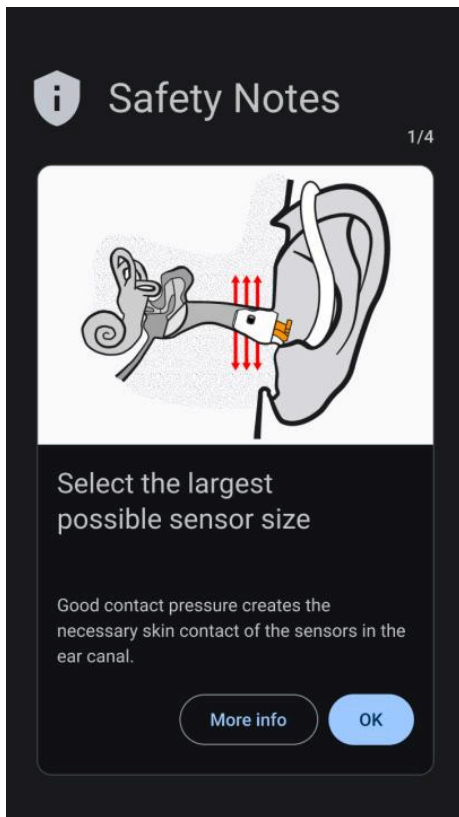 Safety Notes
1/4
Select the largest
possible sensor size
Good contact pressure creates the
necessary skin contact of the sensors in the
ear canal.
More info
OK